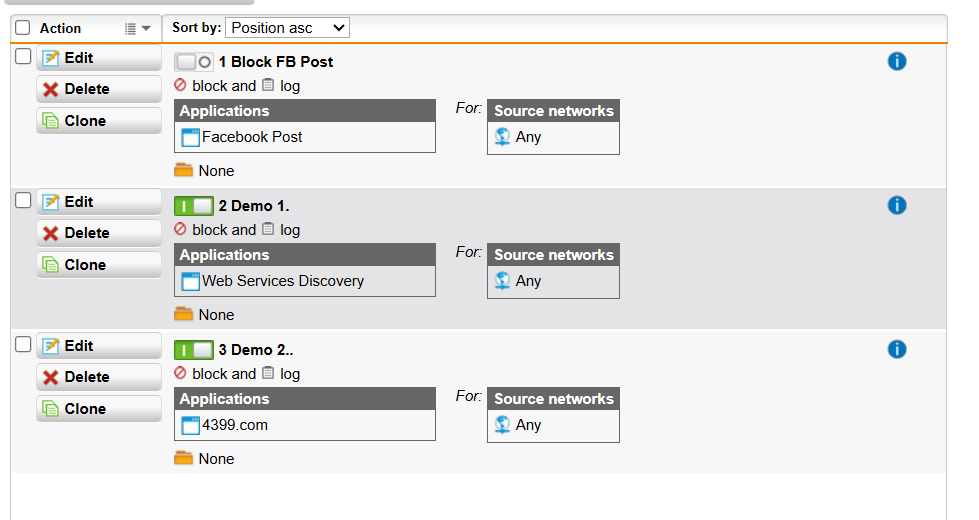 Action Sort by: Position asc
Edit 1 Block FB Post
block and log
Delete Applications For: Source networks
Clone Facebook Post Any
None
Edit 2 Demo 1.
block and log
Delete Applications For: Source networks
Clone Web Services Discovery Any
None
Edit 3 Demo 2..
block and log
Delete Applications For: Source networks
Clone 4399.com Any
None